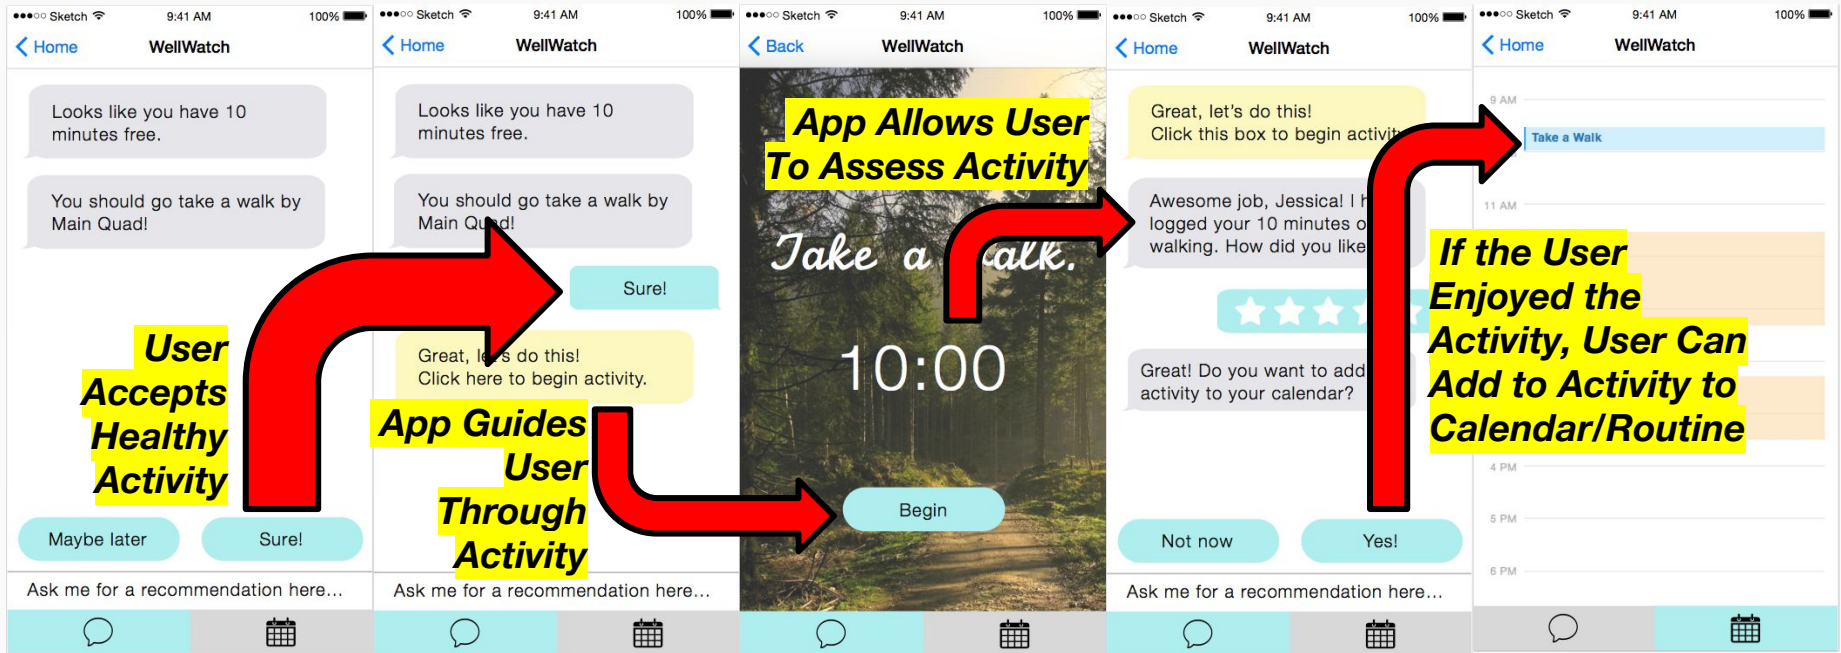 Sketch 9:41 AM 100%
Home WellWatch
Looks like you have 10
minutes free.
You should go take a walk by
Main Quad!
User
Accepts
Healthy
Activity
Maybe later
Sure!
Ask me for a recommendation here...
Sketch 9:41 AM 100%
Home WellWatch
Looks like you have 10
minutes free.
You should go take a walk by
Main Quad!
Sure!
Great, let's do this!
Click here to begin activity.
App Guides
User
Through
Activity
Ask me for a recommendation here...
Sketch 9:41 AM 100%
Back WellWatch
App Allows User
To Assess Activity
Take a Walk.
10:00
Begin
Sketch 9:41 AM 100%
Home WellWatch
Great, let's do this!
Click this box to begin activity
Awesome job, Jessica! I
logged your 10 minutes
walking. How did you like
Great! Do you want to add
activity to your calendar?
Not now
Yes!
Ask me for a recommendation here...
Sketch 9:41 AM 100%
Home WellWatch
9 AM
Take a Walk
11 AM
If the User
Enjoyed the
Activity, User Can
Add to Activity to
Calendar/Routine
4 PM
5 PM
6 PM